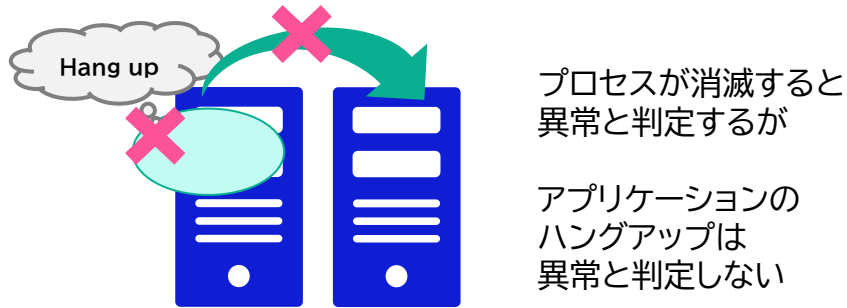 Hang up
プロセスが消滅すると
異常と判定するが
アプリケーションの
ハングアップは
異常と判定しない